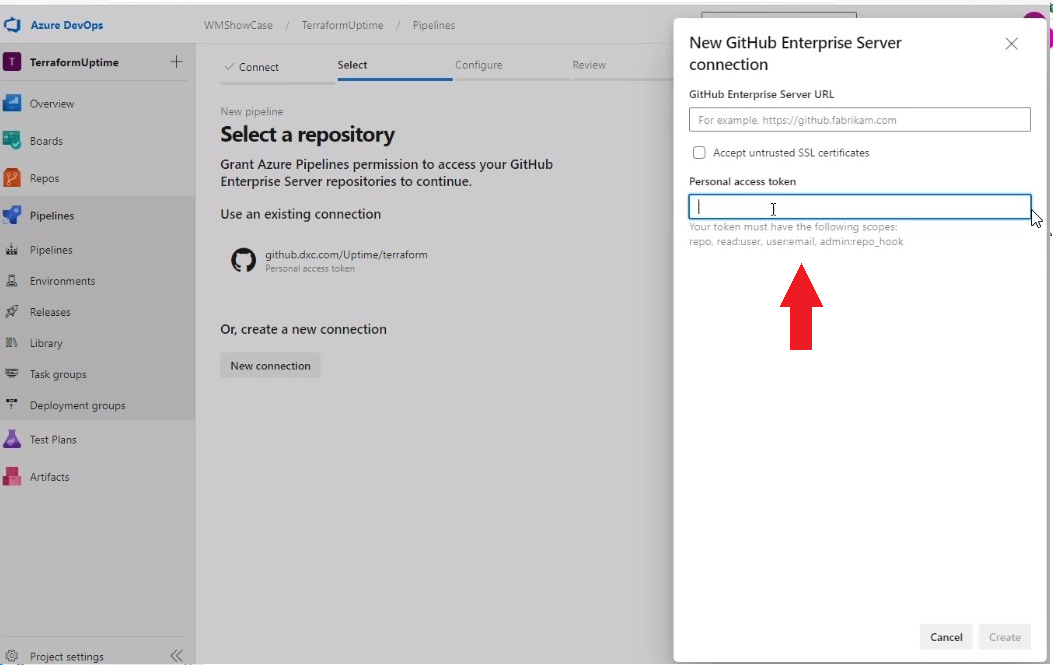 Azure DevOps
WMShowCase / TerraformUptime / Pipelines
T TerraformUptime +
Overview
Boards
Repos
Pipelines
Pipelines
Environments
Releases
Library
Task groups
Deployment groups
Test Plans
Artifacts
Project settings
Connect Select Configure Review
New pipeline
Select a repository
Grant Azure Pipelines permission to access your GitHub
Enterprise Server repositories to continue.
Use an existing connection
github.dxc.com/Uptime/terraform
Personal access token
Or, create a new connection
New connection
New GitHub Enterprise Server
connection
GitHub Enterprise Server URL
For example, https://github.fabrikam.com
Accept untrusted SSL certificates
Personal access token
Your token must have the following scopes:
repo, read:user, user:email, admin:repo_hook
Cancel Create